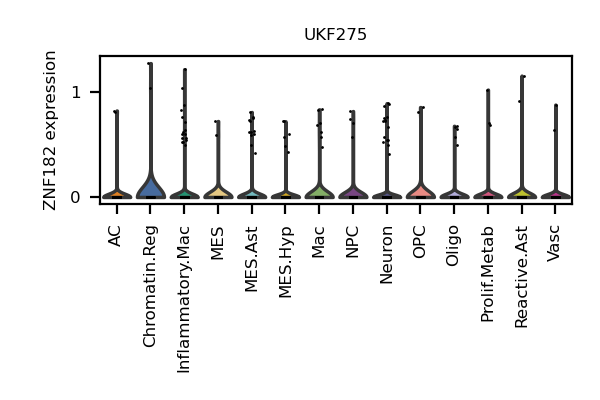 UKF275
ZNF182 expression
1
0
AC
Chromatin.Reg
Inflammatory.Mac
MES
MES.Ast
MES.Hyp
Mac
NPC
Neuron
OPC
Oligo
Prolif.Metab
Reactive.Ast
Vasc